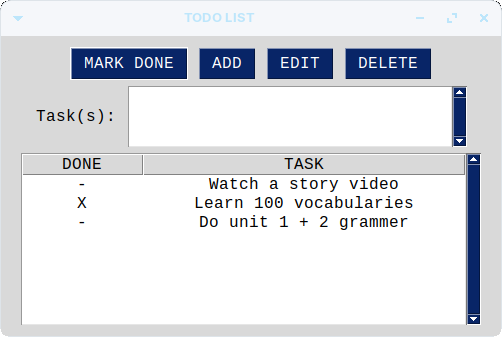 TODO LIST
MARK DONE ADD EDIT DELETE
Task(s):
DONE TASK
- Watch a story video
X Learn 100 vocabularies
- Do unit 1 + 2 grammer